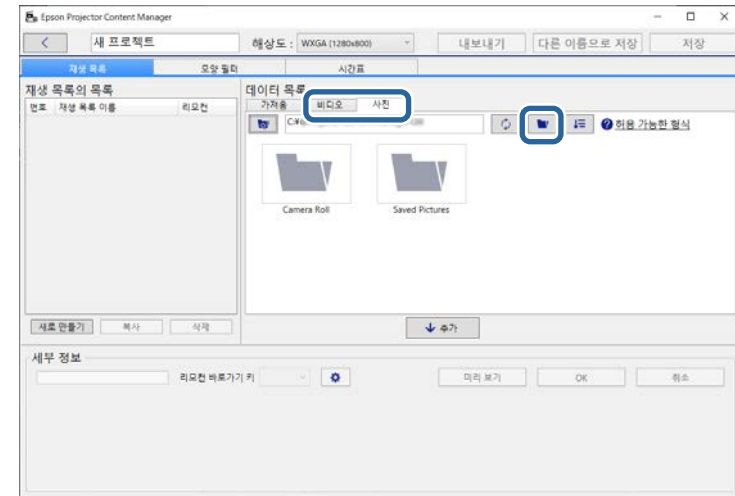 Epson Projector Content Manager
새 프로젝트 해상도 : WXGA (1280x800) 내보내기 다른 이름으로 저장 저장
재생 목록 모양 필터 시간표
재생 목록의 목록 데이터 목록
번호 재생 목록 이름 리모컨 가져옴 비디오 사진
허용 가능한 형식
Camera Roll Saved Pictures
새로 만들기 복사 삭제 추가
세부 정보
리모컨 바로가기 키 미리 보기 OK 취소